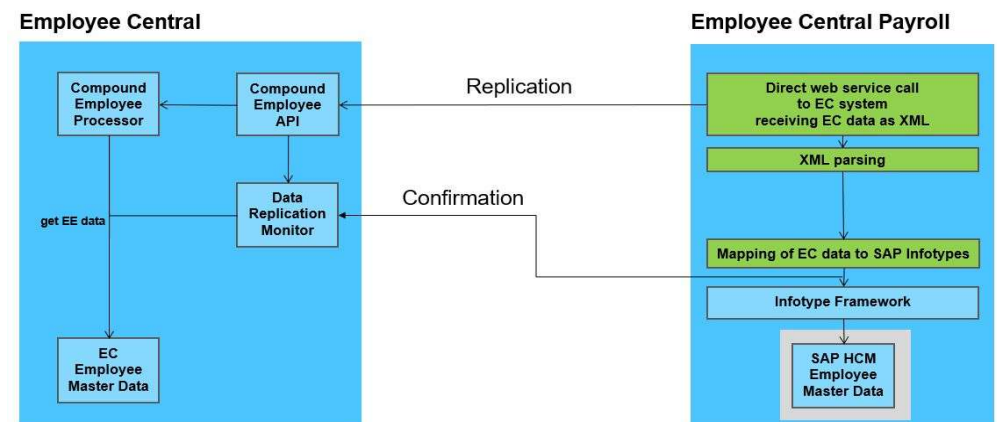 Employee Central
Employee Central Payroll
Compound
Employee
Processor
Compound
Employee
API
Replication
Direct web service call
to EC system
receiving EC data as XML
XML parsing
Data
Replication
Monitor
Confirmation
get EE data
Mapping of EC data to SAP Infotypes
Infotype Framework
EC
Employee
Master Data
SAP HCM
Employee
Master Data